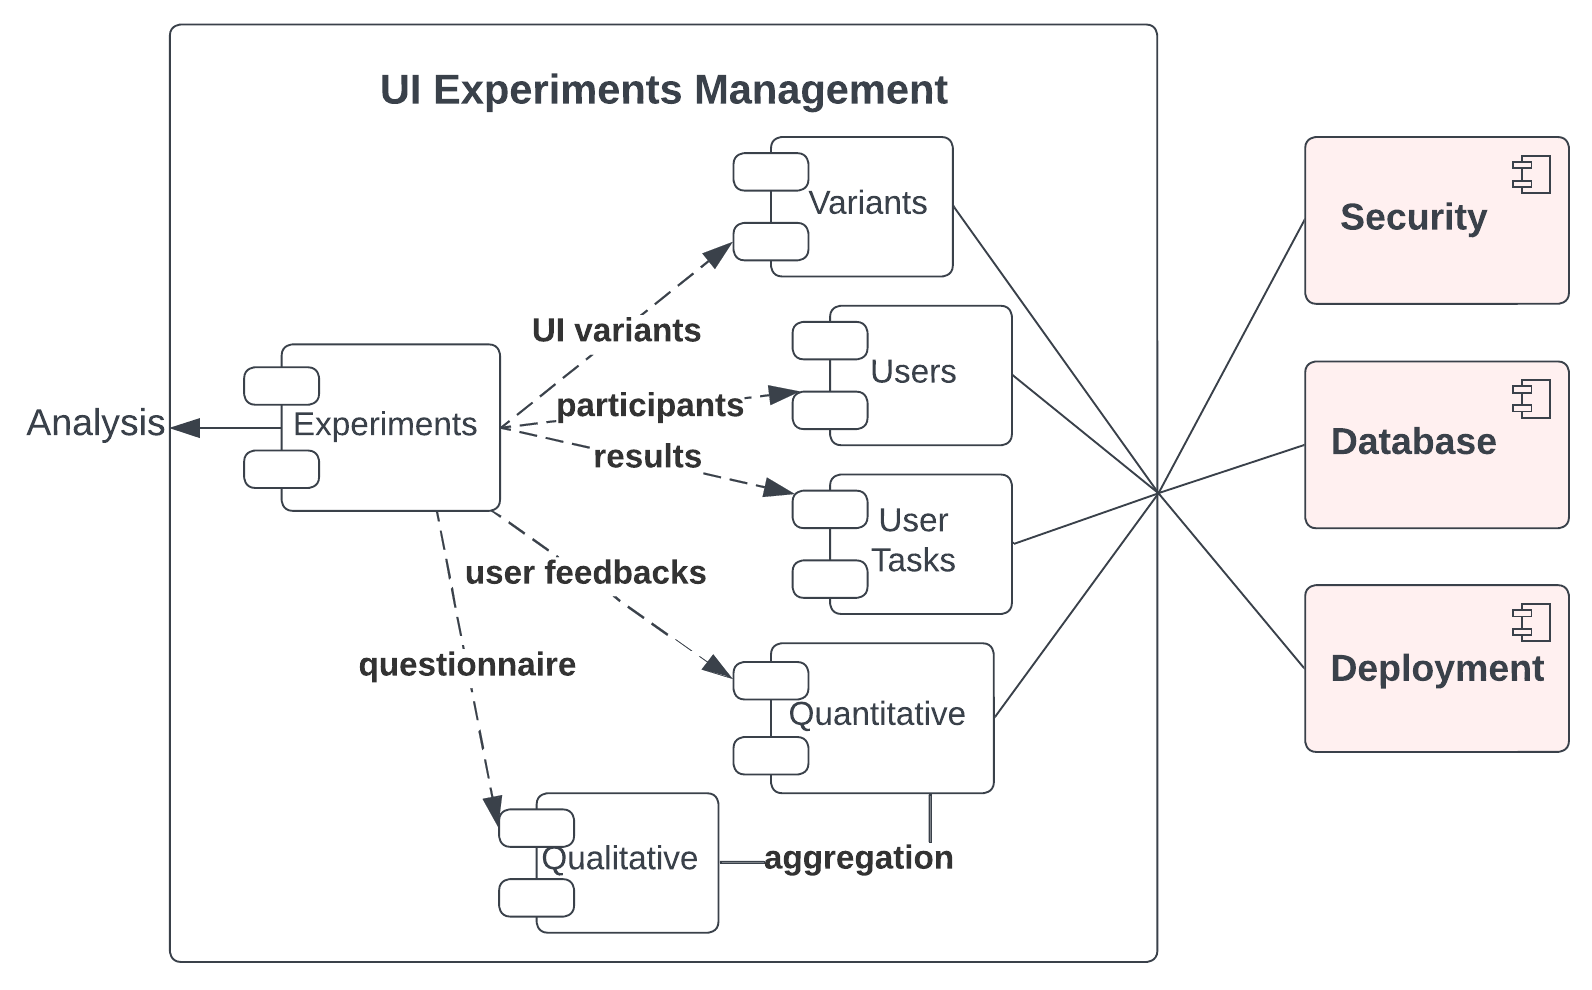 UI Experiments Management
Variants
Security
UI variants
Users
participants
Analysis
Experiments
Database
results
User
Tasks
user feedbacks
questionnaire
Deployment
Quantitative
Qualitative
aggregation